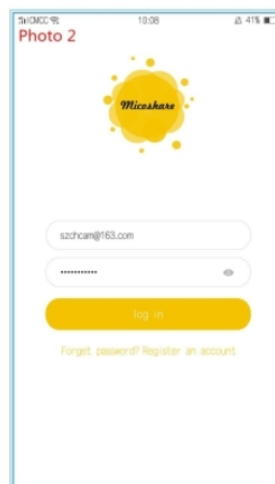 CMCC 10:08 41%
Photo 2
Micoshare
szchcam@163.com
•••••••••••
log in
Forget password? Register an account